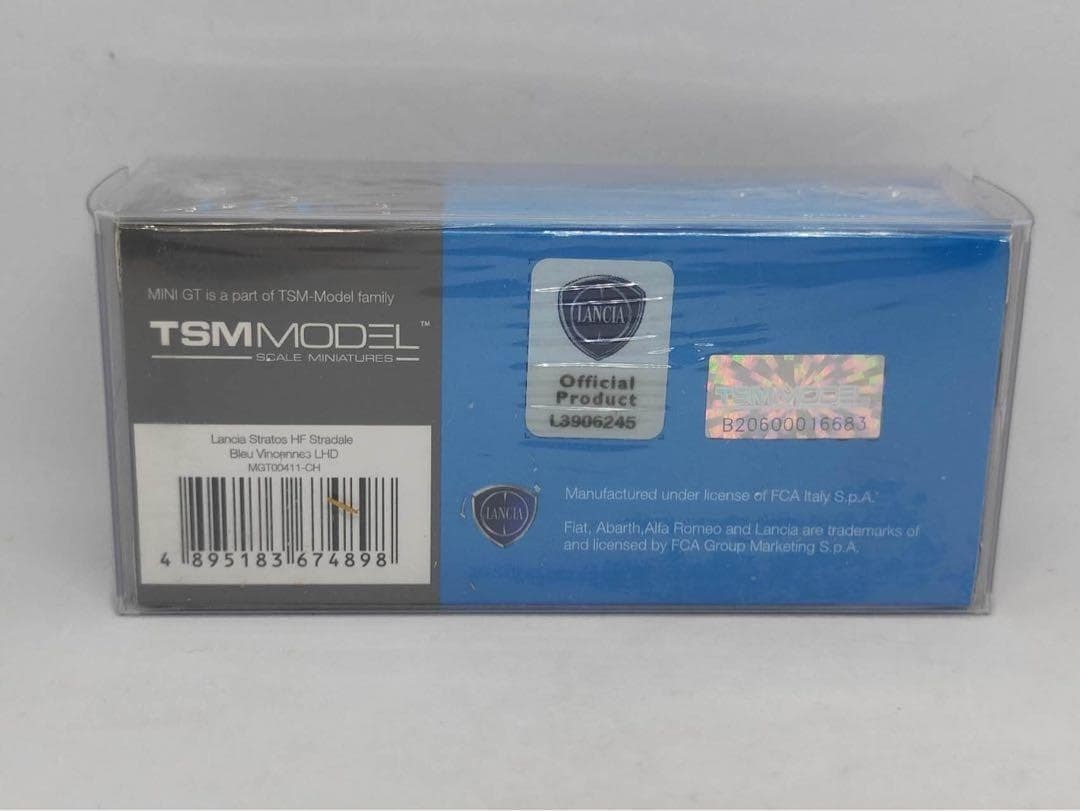 MINI GT is a part of TSM-Model family
TSMMODEL™
SCALE MINIATURES
Lancia Stratos HF Stradale
Bleu Vincennes LHD
MGT00411-CH
4 895183 674898
LANCIA
Official
Product
L3906245
TSMMODEL
B20600016683
LANCIA
Manufactured under license of FCA Italy S.p.A.
Fiat, Abarth,Alfa Romeo and Lancia are trademarks of
and licensed by FCA Group Marketing S.p.A.